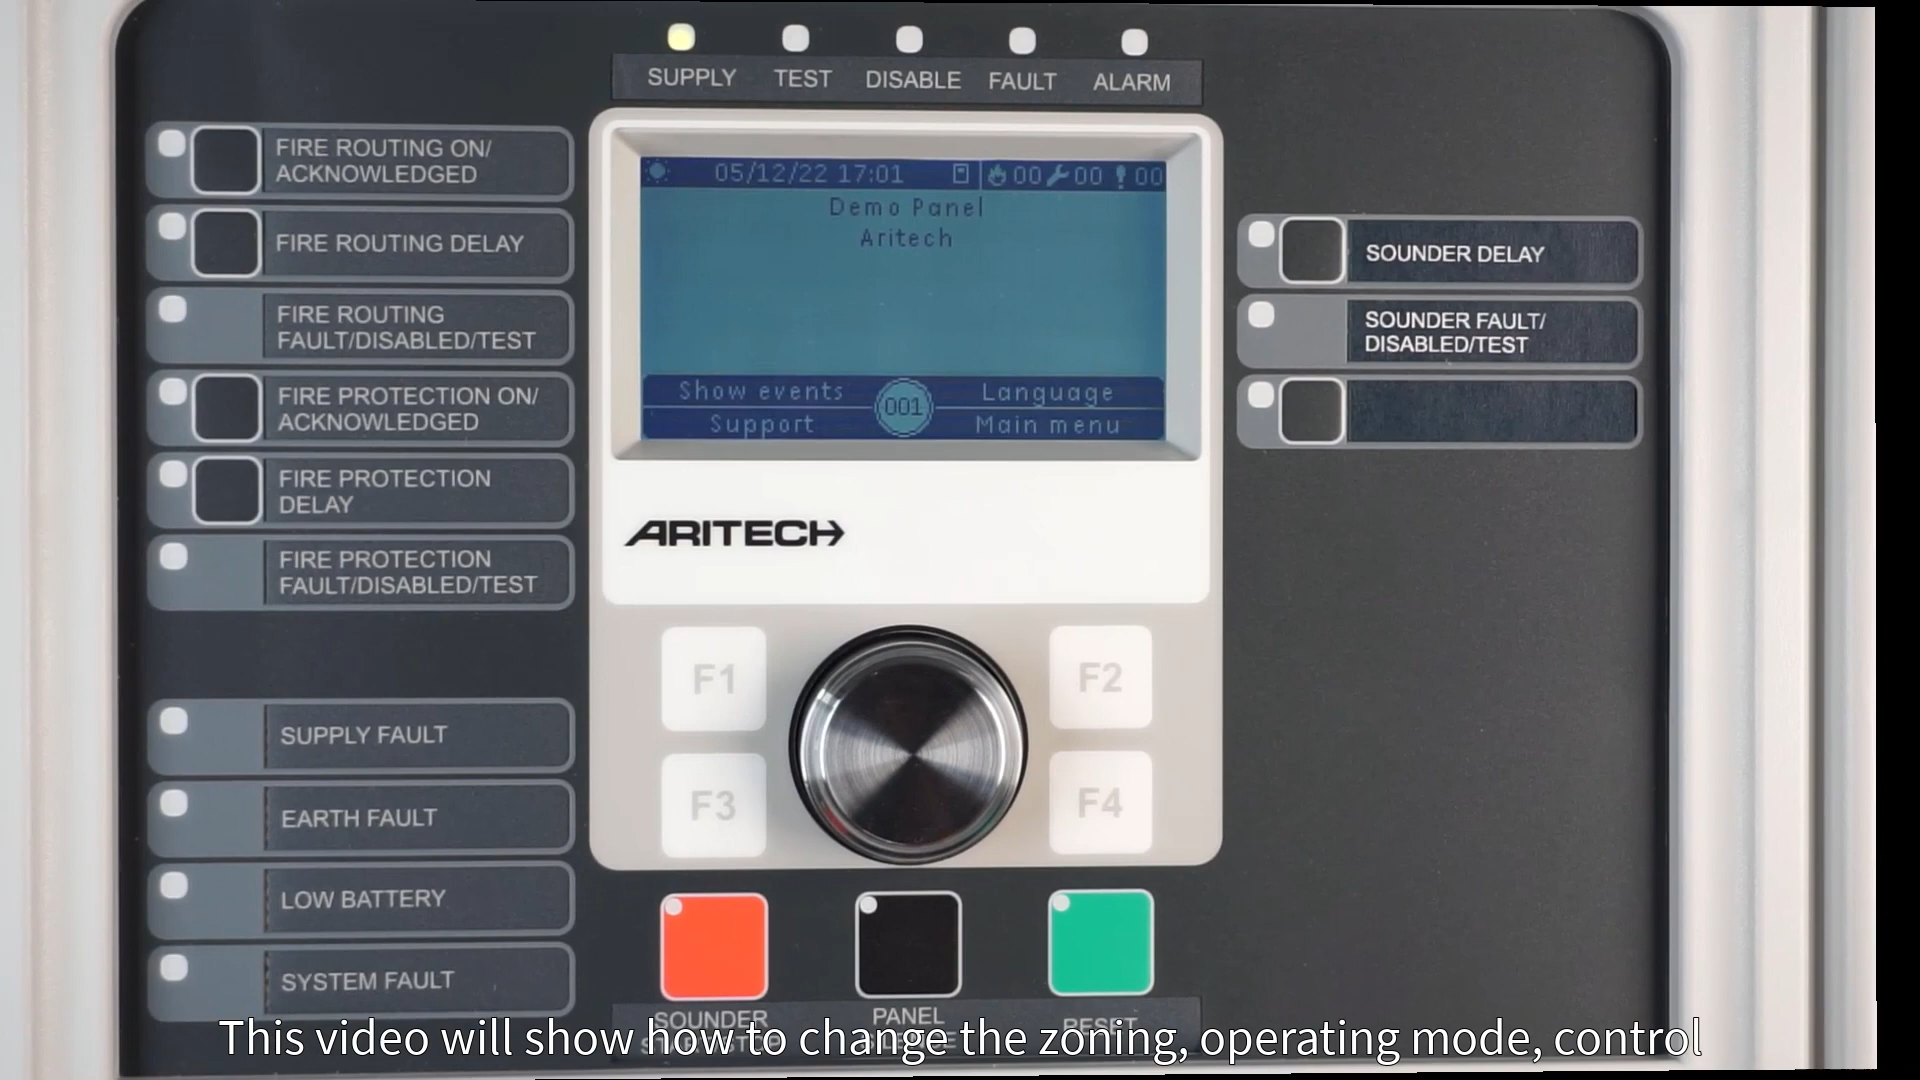 SUPPLY TEST DISABLE FAULT ALARM
FIRE ROUTING ON/
ACKNOWLEDGED
FIRE ROUTING DELAY
FIRE ROUTING
FAULT/DISABLED/TEST
FIRE PROTECTION ON/
ACKNOWLEDGED
FIRE PROTECTION
DELAY
FIRE PROTECTION
FAULT/DISABLED/TEST
SUPPLY FAULT
EARTH FAULT
LOW BATTERY
SYSTEM FAULT
05/12/22 17:01 00 00 00
Demo Panel
Aritech
Show events Language
001
Support Main menu
ARITECH
F1 F2
F3 F4
SOUNDER DELAY
SOUNDER FAULT/
DISABLED/TEST
SOUNDER
PANEL
RESET
This video will show how to change the zoning, operating mode, control